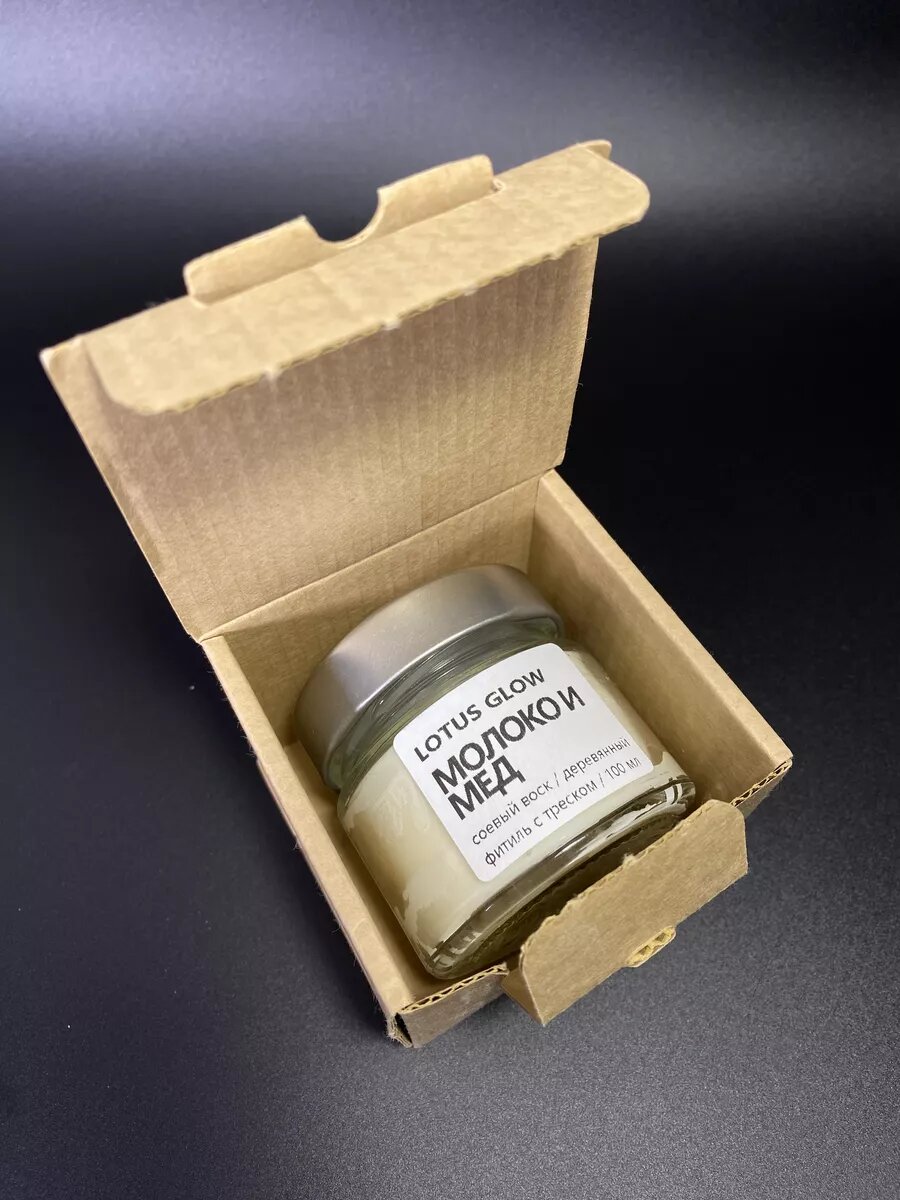 LOTUS GLOW
МОЛОКО И
МЕД
соевый воск / деревянный
фитиль с треском / 100 мл